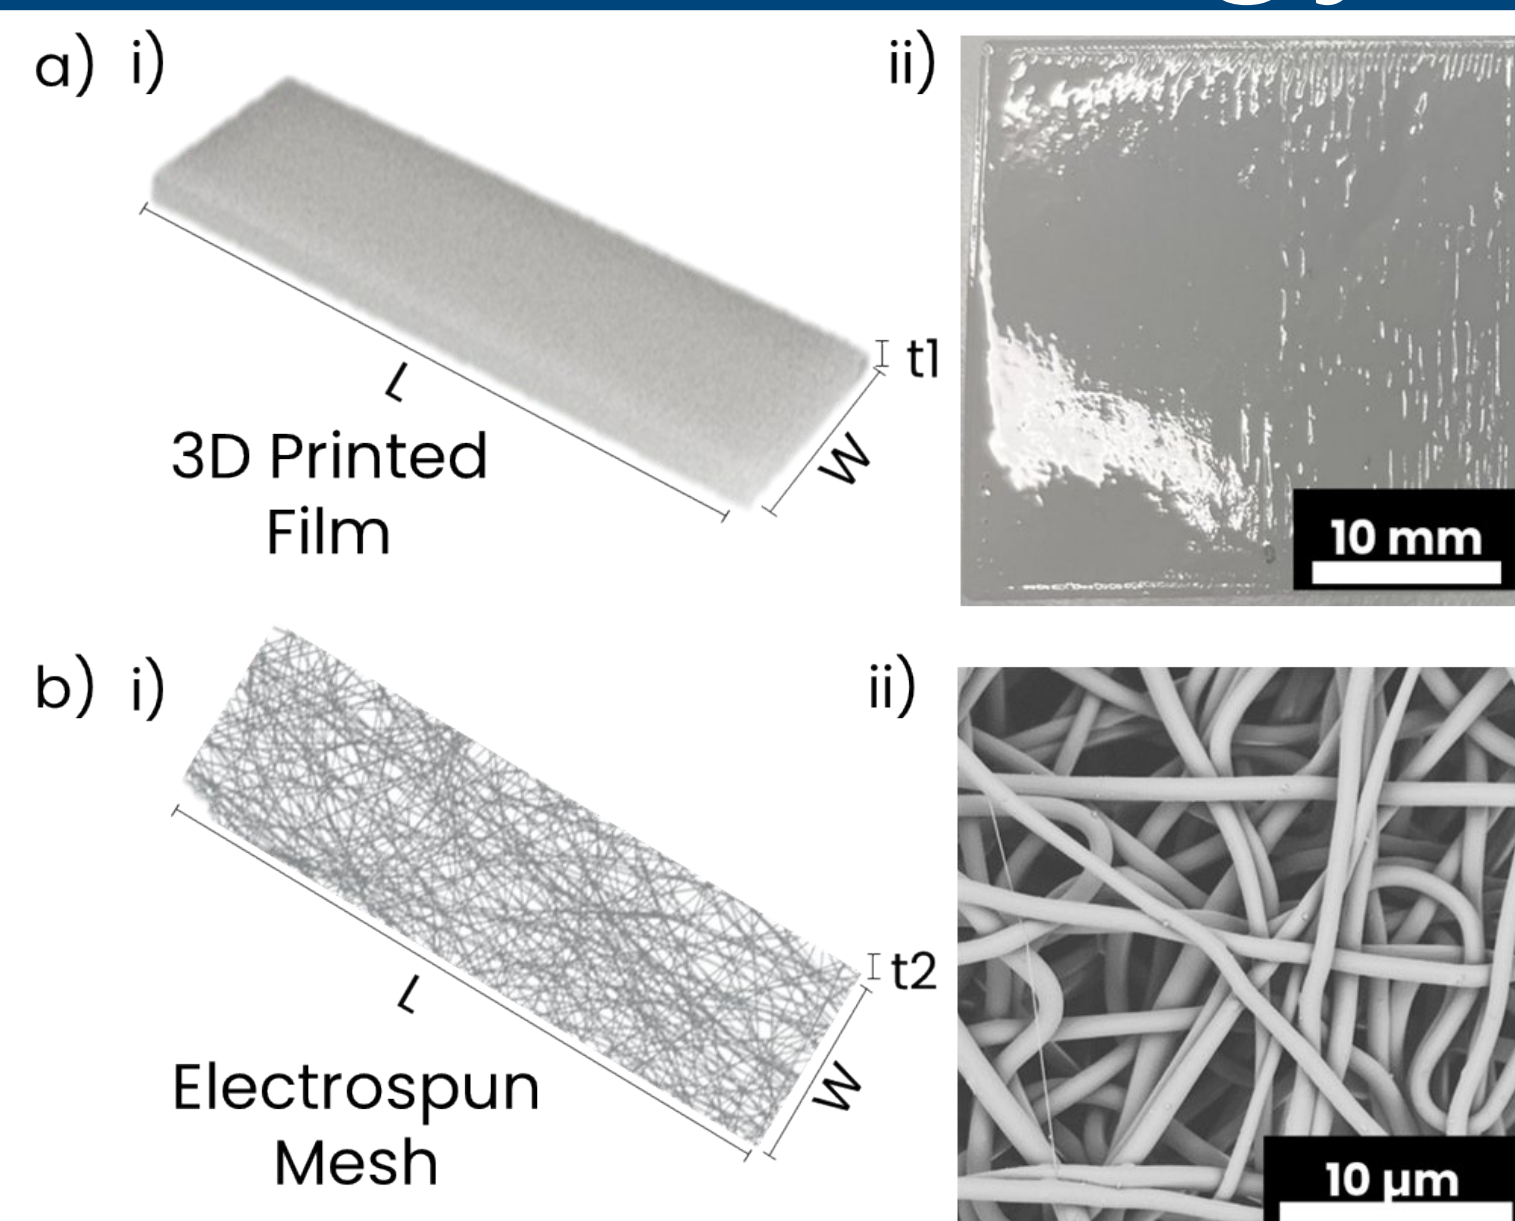 a) i)
ii)
t1
L
W
3D Printed
Film
10 mm
b) i)
ii)
t2
L
W
Electrospun
Mesh
10 µm